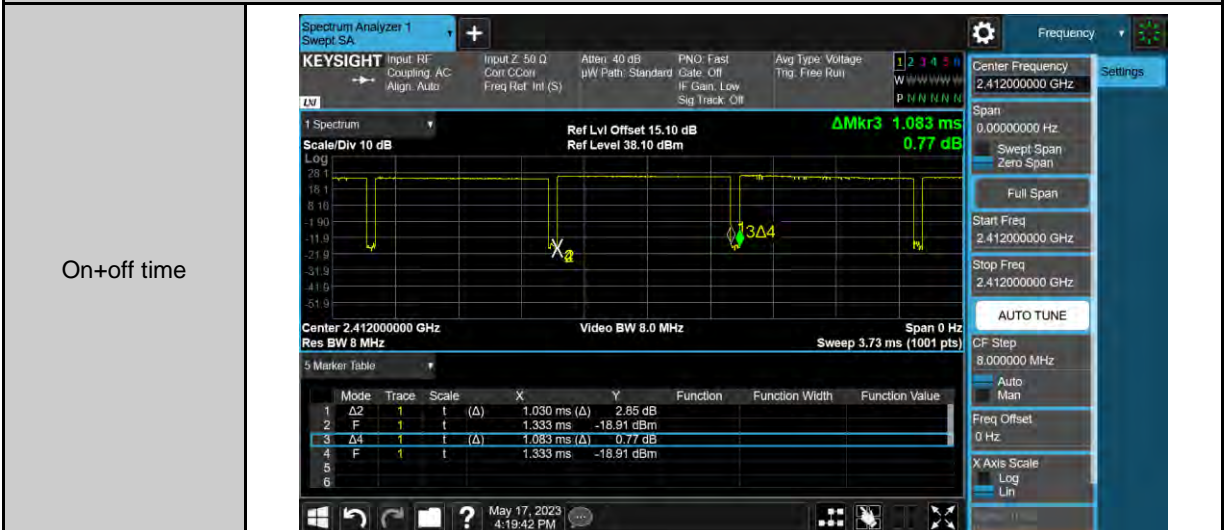 On+off time
Spectrum Analyzer 1
Swept SA
+
Frequency
KEYSIGHT
Input: RF
Coupling: AC
Align: Auto
Input Z: 50 Ω
Corr CCorr
Freq Ref: Int (S)
Atten: 40 dB
µW Path: Standard
PNO: Fast
Gate: Off
IF Gain: Low
Sig Track: Off
Avg Type: Voltage
Trig: Free Run
1 2 3 4 5 6
W W W W W W
P N N N N N
LXI
Center Frequency
2.412000000 GHz
Settings
Span
0.00000000 Hz
Swept Span
Zero Span
Full Span
Start Freq
2.412000000 GHz
Stop Freq
2.412000000 GHz
AUTO TUNE
CF Step
8.000000 MHz
Auto
Man
Freq Offset
0 Hz
X Axis Scale
Log
Lin
1 Spectrum
Scale/Div 10 dB
Ref Lvl Offset 15.10 dB
Ref Level 38.10 dBm
ΔMkr3 1.083 ms
0.77 dB
Log
28.1
18.1
8.10
-1.90
-11.9
-21.9
-31.9
-41.9
-51.9
3Δ4
Center 2.412000000 GHz
Res BW 8 MHz
Video BW 8.0 MHz
Span 0 Hz
Sweep 3.73 ms (1001 pts)
5 Marker Table
Mode Trace Scale X Y Function Function Width Function Value
1 Δ2 1 t (Δ) 1.030 ms (Δ) 2.85 dB
2 F 1 t 1.333 ms -18.91 dBm
3 Δ4 1 t (Δ) 1.083 ms (Δ) 0.77 dB
4 F 1 t 1.333 ms -18.91 dBm
5
6
?
May 17, 2023
4:19:42 PM